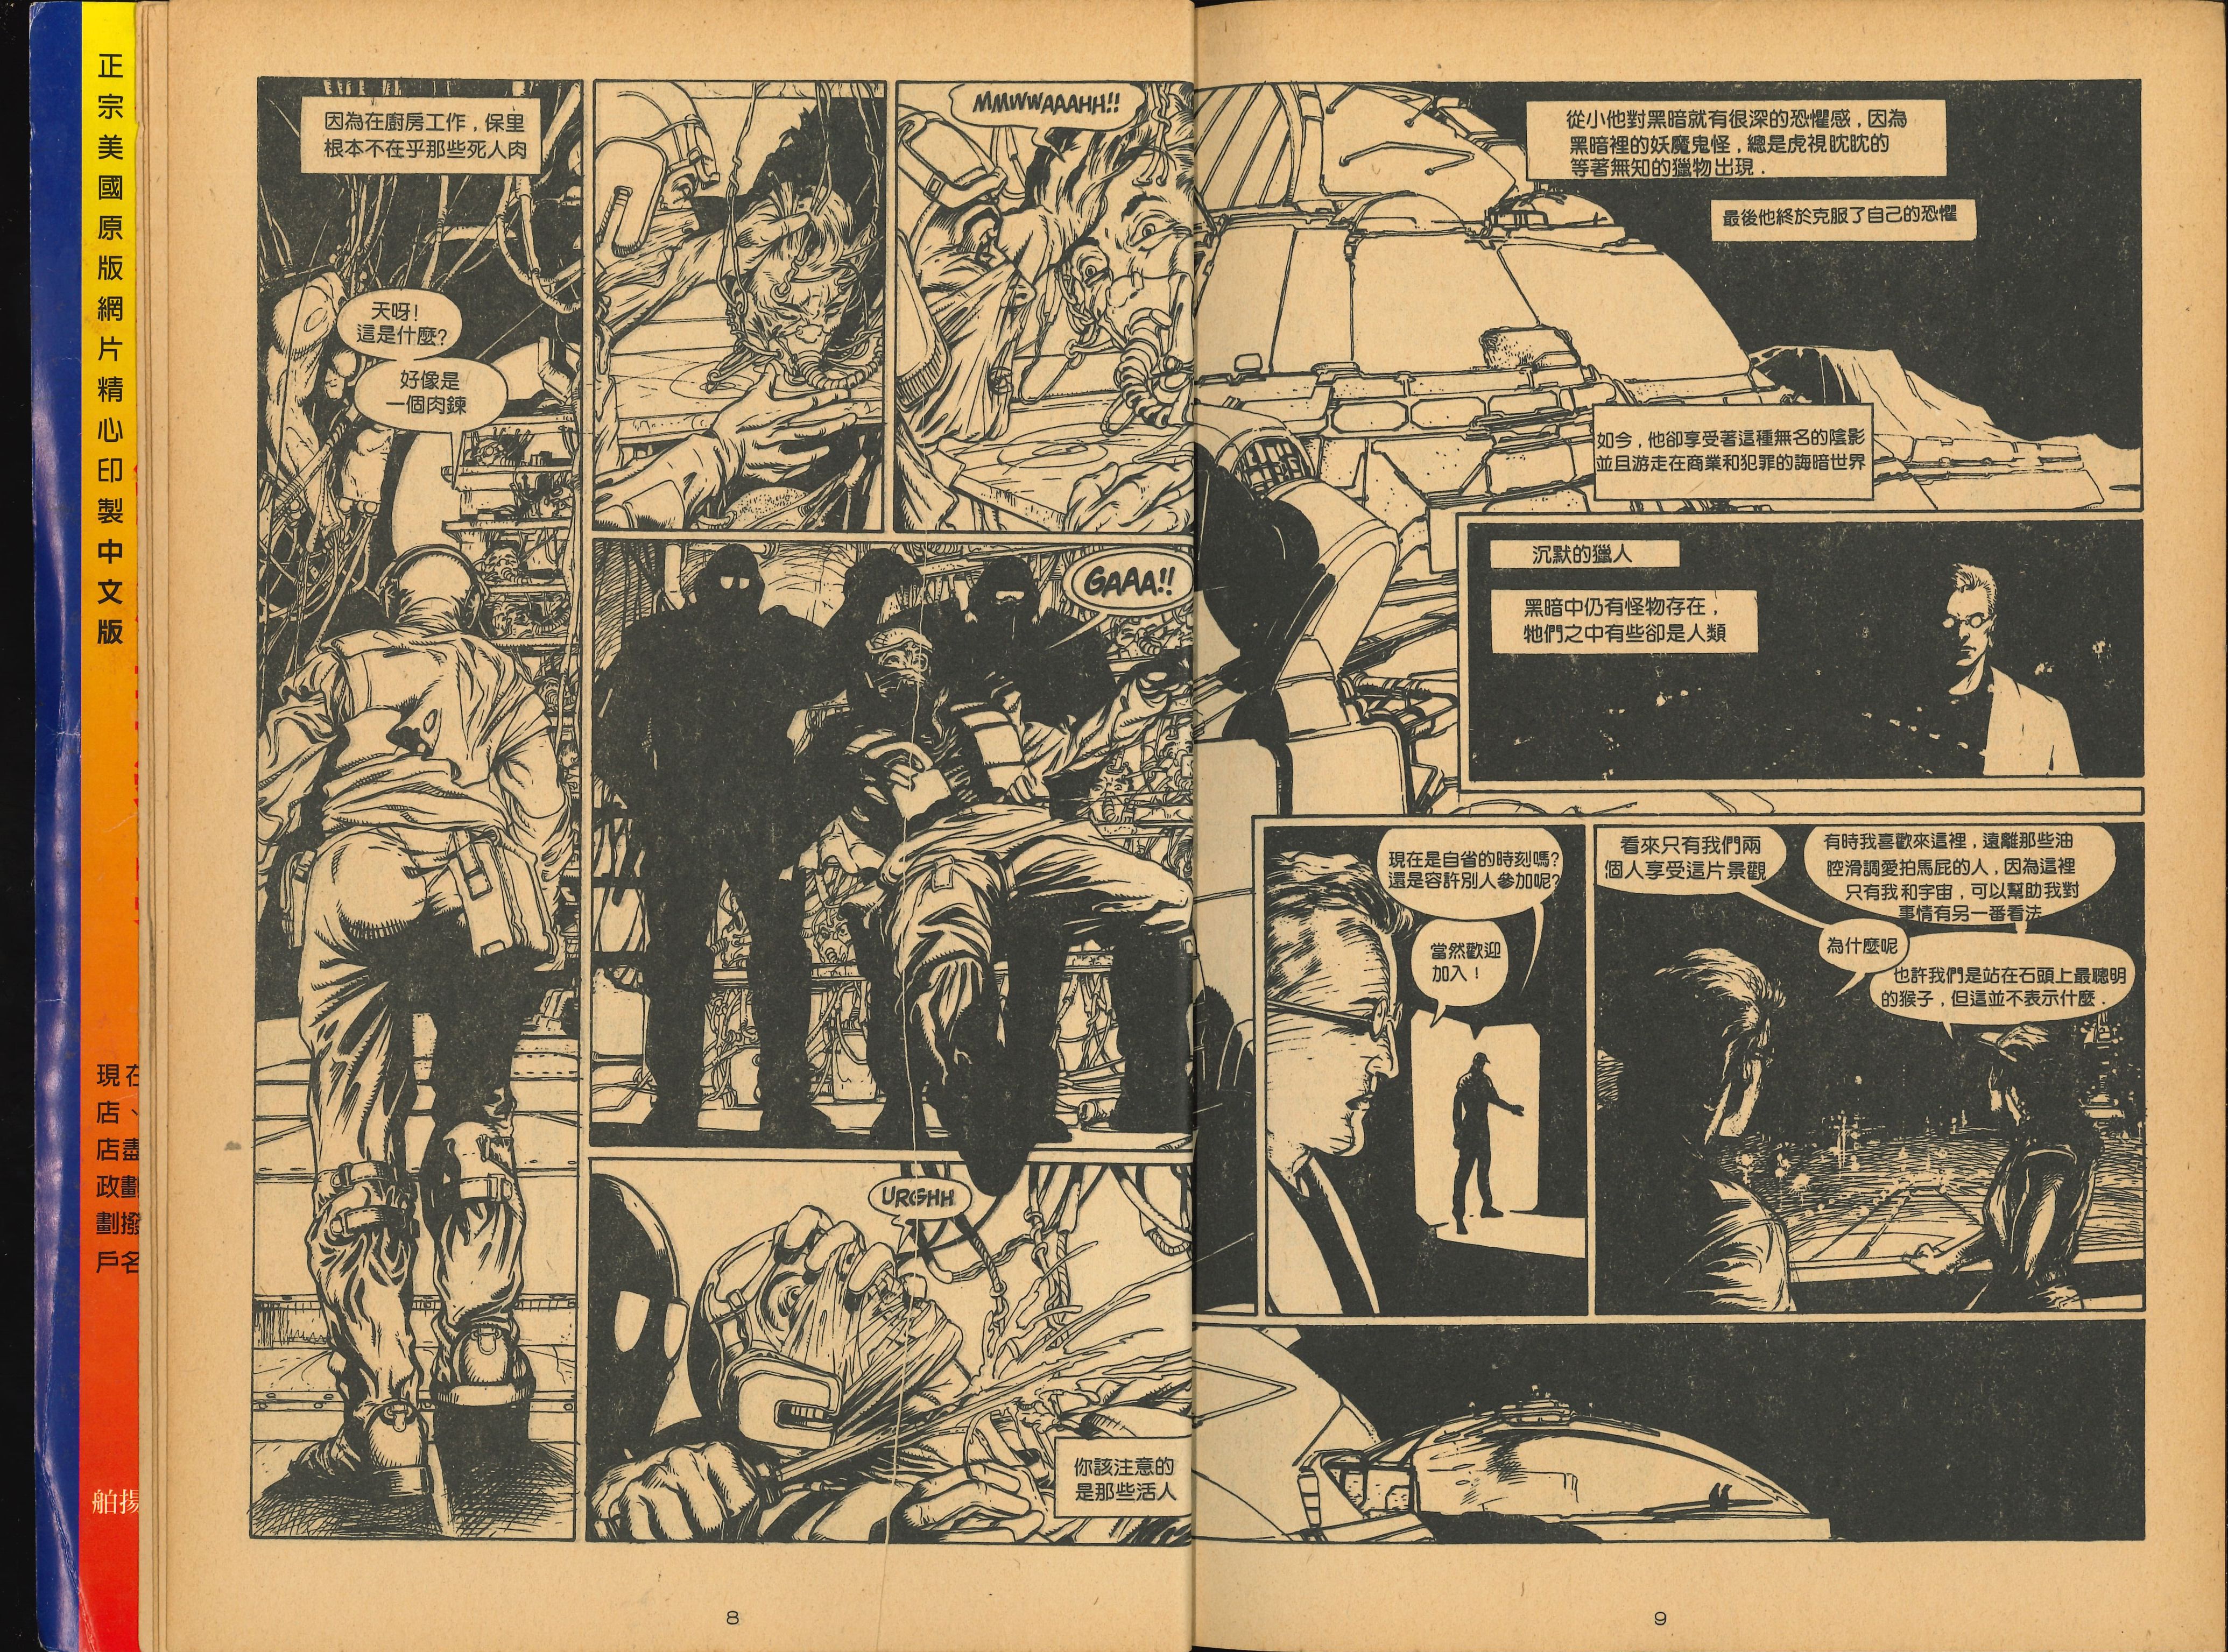 正宗美國原版網片精心印製中文版
現在
店、
店盡
政劃
劃撥
戶名
舶揚
因為在廚房工作，保里
根本不在乎那些死人肉
天呀！
這是什麼？
好像是
一個肉鍊
MMWWAAAHH!!
GAAA!!
URGHH
你該注意的
是那些活人
8
從小他對黑暗就有很深的恐懼感，因為
黑暗裡的妖魔鬼怪，總是虎視眈眈的
等著無知的獵物出現．
最後他終於克服了自己的恐懼
如今，他卻享受著這種無名的陰影
並且游走在商業和犯罪的誨暗世界
沉默的獵人
黑暗中仍有怪物存在，
牠們之中有些卻是人類
現在是自省的時刻嗎？
還是容許別人參加呢？
當然歡迎
加入！
看來只有我們兩
個人享受這片景觀
有時我喜歡來這裡，遠離那些油
腔滑調愛拍馬屁的人，因為這裡
只有我和宇宙，可以幫助我對
事情有另一番看法
為什麼呢
也許我們是站在石頭上最聰明
的猴子，但這並不表示什麼．
9